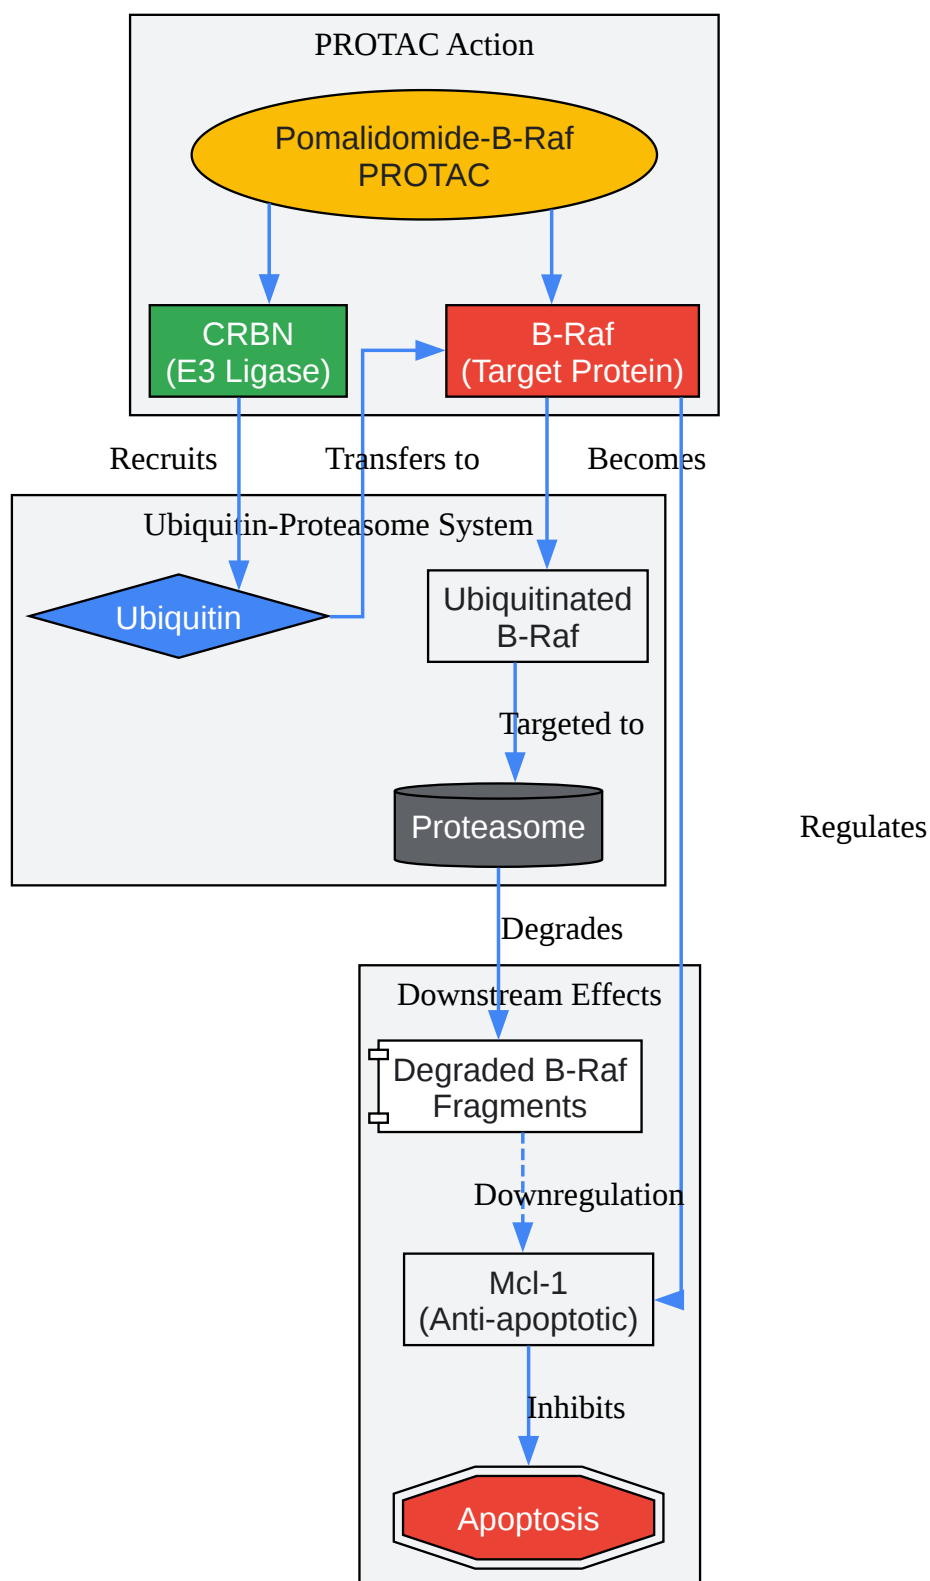 PROTAC Action
Pomalidomide-B-Raf
PROTAC
CRBN
(E3 Ligase)
B-Raf
(Target Protein)
Recruits
Transfers to
Becomes
Ubiquitin-Proteasome System
Ubiquitin
Ubiquitinated
B-Raf
Targeted to
Proteasome
Regulates
Degrades
Downstream Effects
Degraded B-Raf
Fragments
Downregulation
Mcl-1
(Anti-apoptotic)
Inhibits
Apoptosis